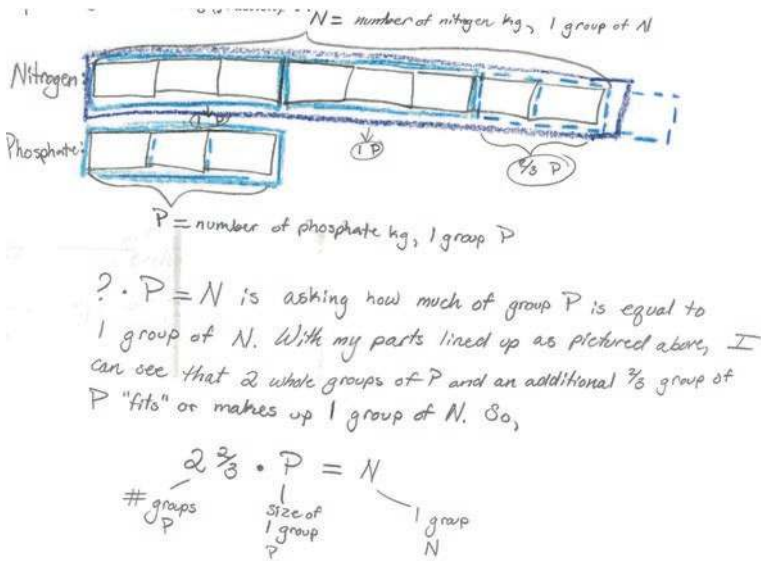 N = number of nitrogen kg, 1 group of N
Nitrogen:
1 P
Phosphate:
1 P
2/3 P
P = number of phosphate kg, 1 group P
? · P = N is asking how much of group P is equal to
1 group of N. With my parts lined up as pictured above, I
can see that 2 whole groups of P and an additional 2/3 group of
P "fits" or makes up 1 group of N. So,
2 2/3 · P = N
# groups P
size of 1 group P
1 group N